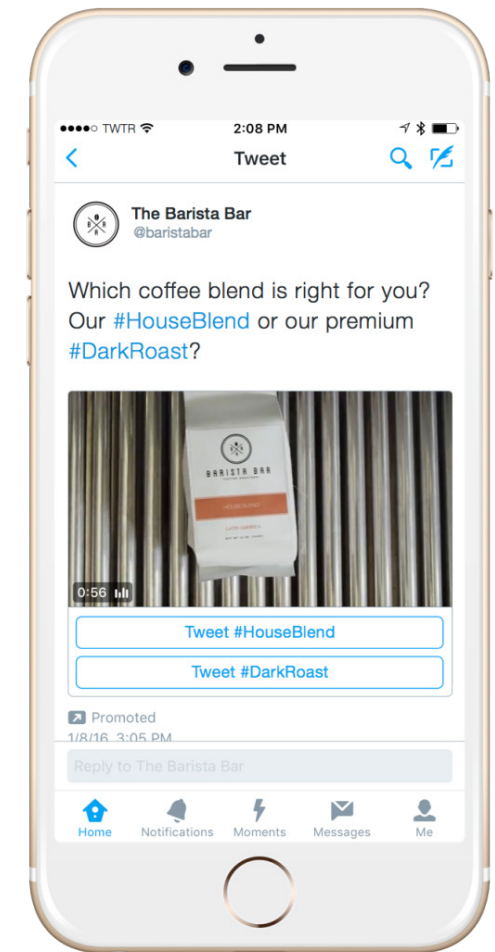 TWTR 2:08 PM
Tweet
The Barista Bar
@baristabar
Which coffee blend is right for you?
Our #HouseBlend or our premium
#DarkRoast?
BARISTA BAR
HOUSE BLEND
0:56
Tweet #HouseBlend
Tweet #DarkRoast
Promoted
1/8/16, 3:05 PM
Reply to The Barista Bar
Home Notifications Moments Messages Me